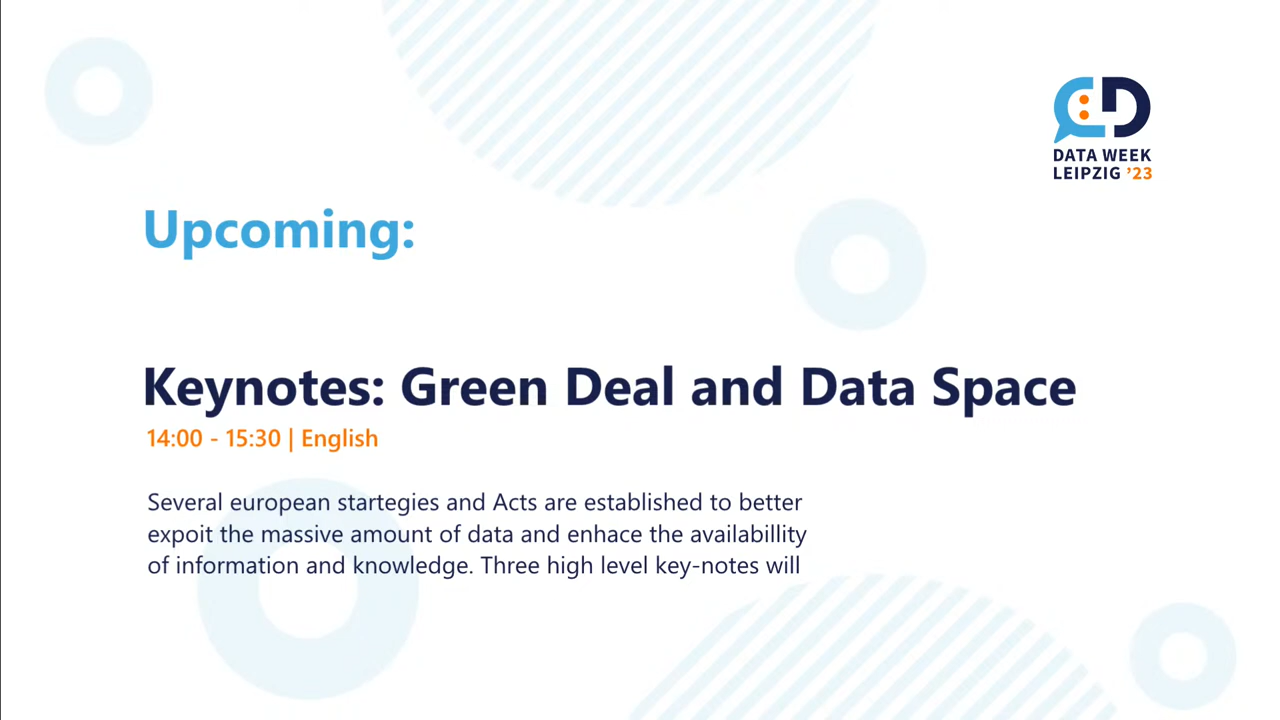 DATA WEEK
LEIPZIG '23
Upcoming:
Keynotes: Green Deal and Data Space
14:00 - 15:30 | English
Several european startegies and Acts are established to better
expoit the massive amount of data and enhace the availabillity
of information and knowledge. Three high level key-notes will